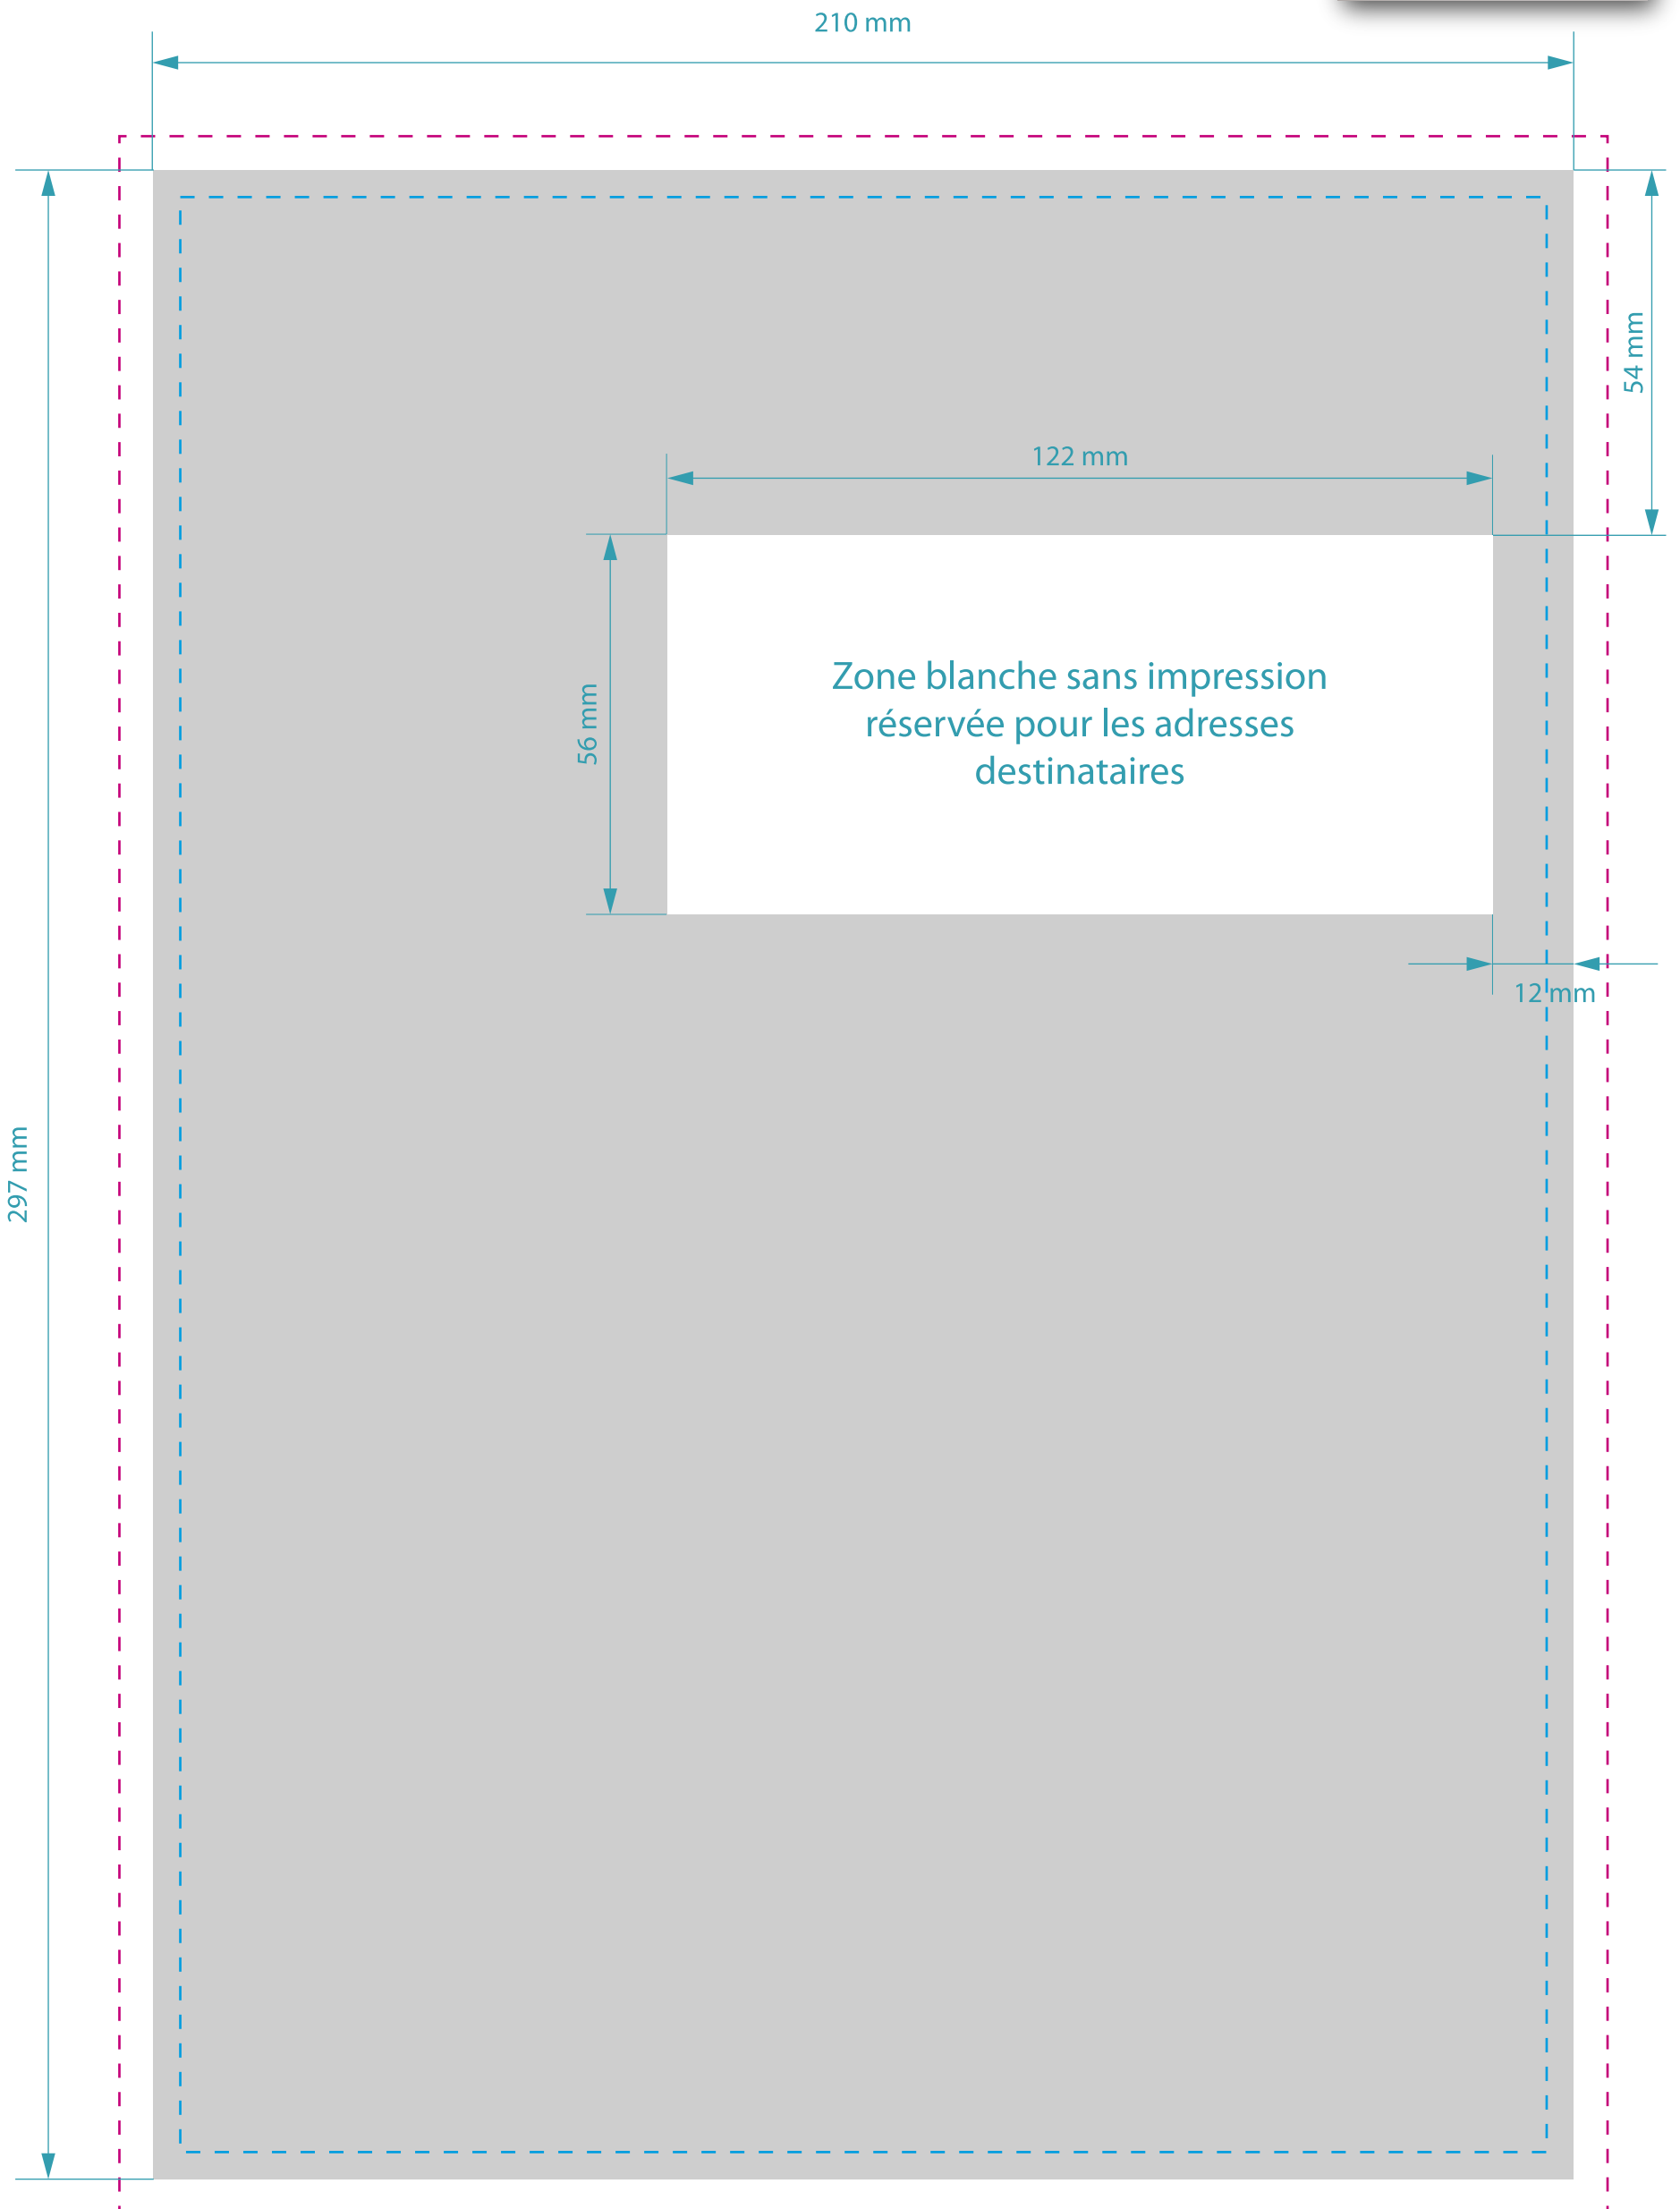 210 mm
54 mm
122 mm
56 mm
Zone blanche sans impression
réservée pour les adresses
destinataires
12 mm
297 mm